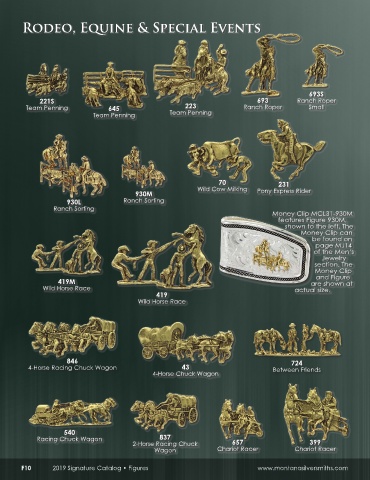 RODEO, EQUINE & SPECIAL EVENTS
221S
Team Penning
645
Team Penning
223
Team Penning
693
Ranch Roper
693S
Ranch Roper
Small
930L
Ranch Sorting
930M
Ranch Sorting
70
Wild Cow Milking
231
Pony Express Rider
Money Clip MCL81-930M
features Figure 930M,
shown to the left. The
Money Clip can
be found on
page MJ14
of the Men's
Jewelry
section. The
Money Clip
and Figure
are shown at
actual size.
419M
Wild Horse Race
419
Wild Horse Race
846
4-Horse Racing Chuck Wagon
43
4-Horse Chuck Wagon
724
Between Friends
540
Racing Chuck Wagon
837
2-Horse Racing Chuck
Wagon
657
Chariot Racer
399
Chariot Racer
F10 2019 Signature Catalog • Figures www.montanasilversmiths.com